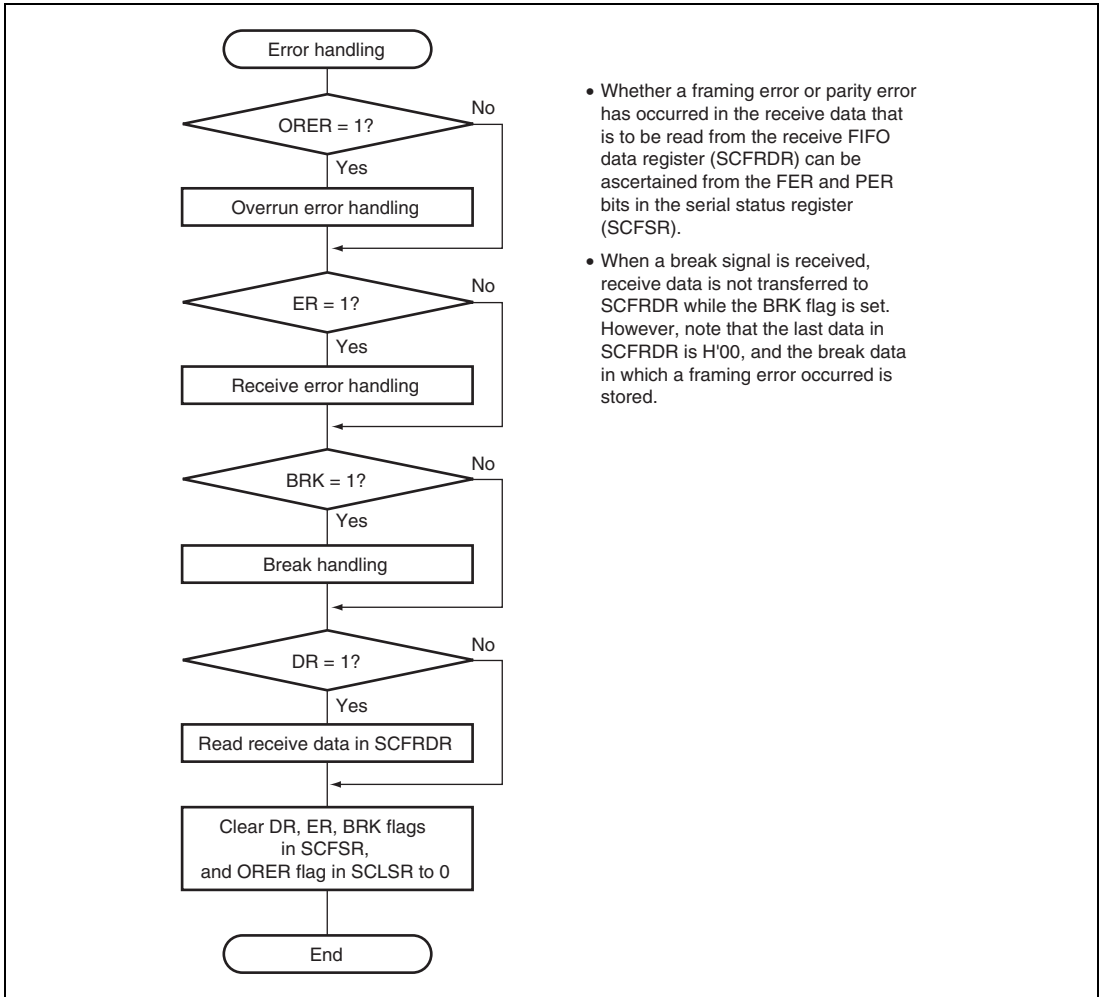 Error handling
ORER = 1?
No
Yes
Overrun error handling
ER = 1?
No
Yes
Receive error handling
BRK = 1?
No
Yes
Break handling
DR = 1?
No
Yes
Read receive data in SCFRDR
Clear DR, ER, BRK flags
in SCFSR,
and ORER flag in SCLSR to 0
End
• Whether a framing error or parity error
has occurred in the receive data that
is to be read from the receive FIFO
data register (SCFRDR) can be
ascertained from the FER and PER
bits in the serial status register
(SCFSR).
• When a break signal is received,
receive data is not transferred to
SCFRDR while the BRK flag is set.
However, note that the last data in
SCFRDR is H'00, and the break data
in which a framing error occurred is
stored.